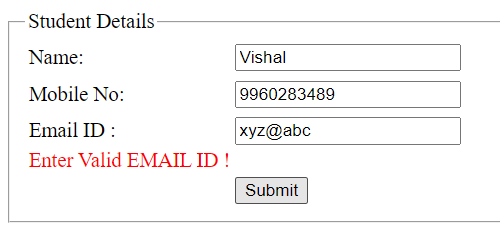 Student Details
Name: Vishal
Mobile No: 9960283489
Email ID : xyz@abc
Enter Valid EMAIL ID !
Submit